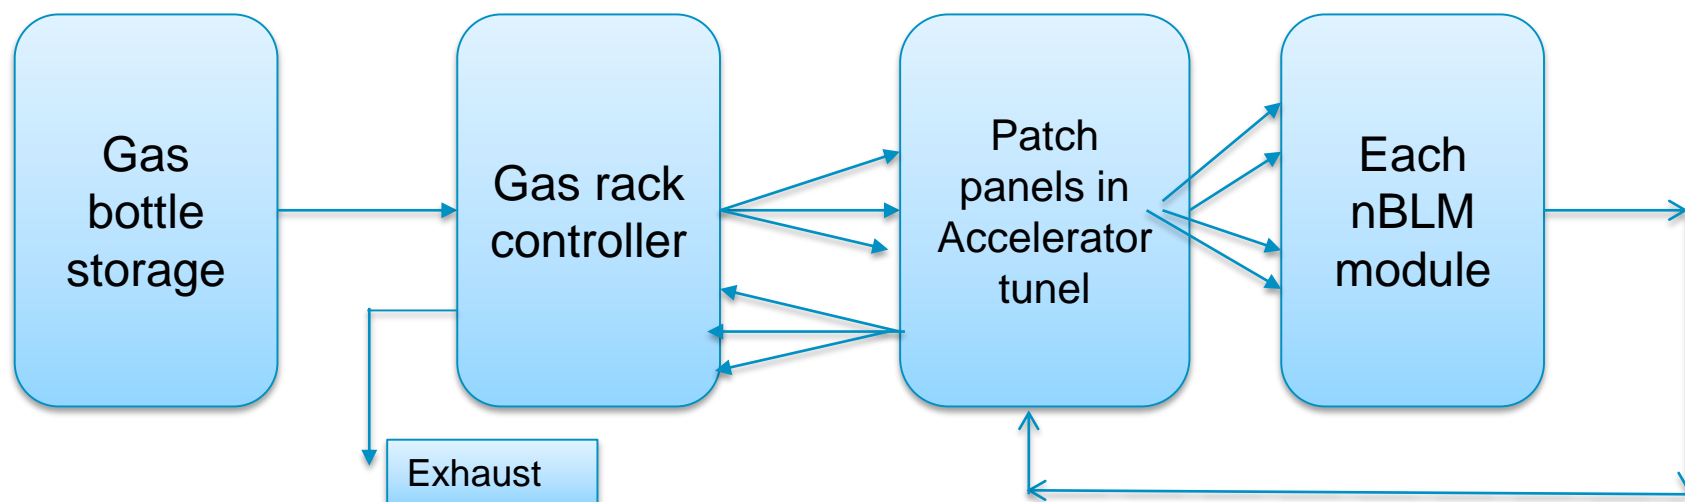 Gas
bottle
storage
Gas rack
controller
Patch
panels in
Accelerator
tunel
Each
nBLM
module
Exhaust